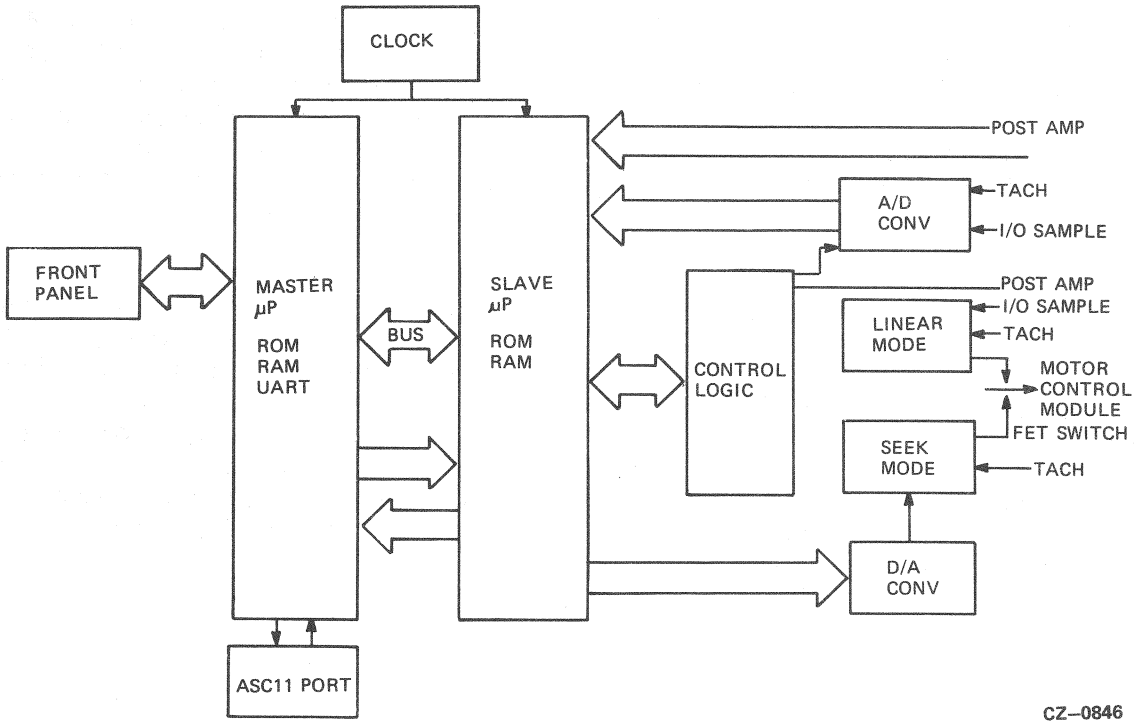 CLOCK
POST AMP
TACH
A/D
CONV
I/O SAMPLE
FRONT
PANEL
MASTER
µP
ROM
RAM
UART
BUS
SLAVE
µP
ROM
RAM
CONTROL
LOGIC
POST AMP
I/O SAMPLE
LINEAR
MODE
TACH
MOTOR
CONTROL
MODULE
FET SWITCH
SEEK
MODE
TACH
D/A
CONV
ASC11 PORT
CZ–0846